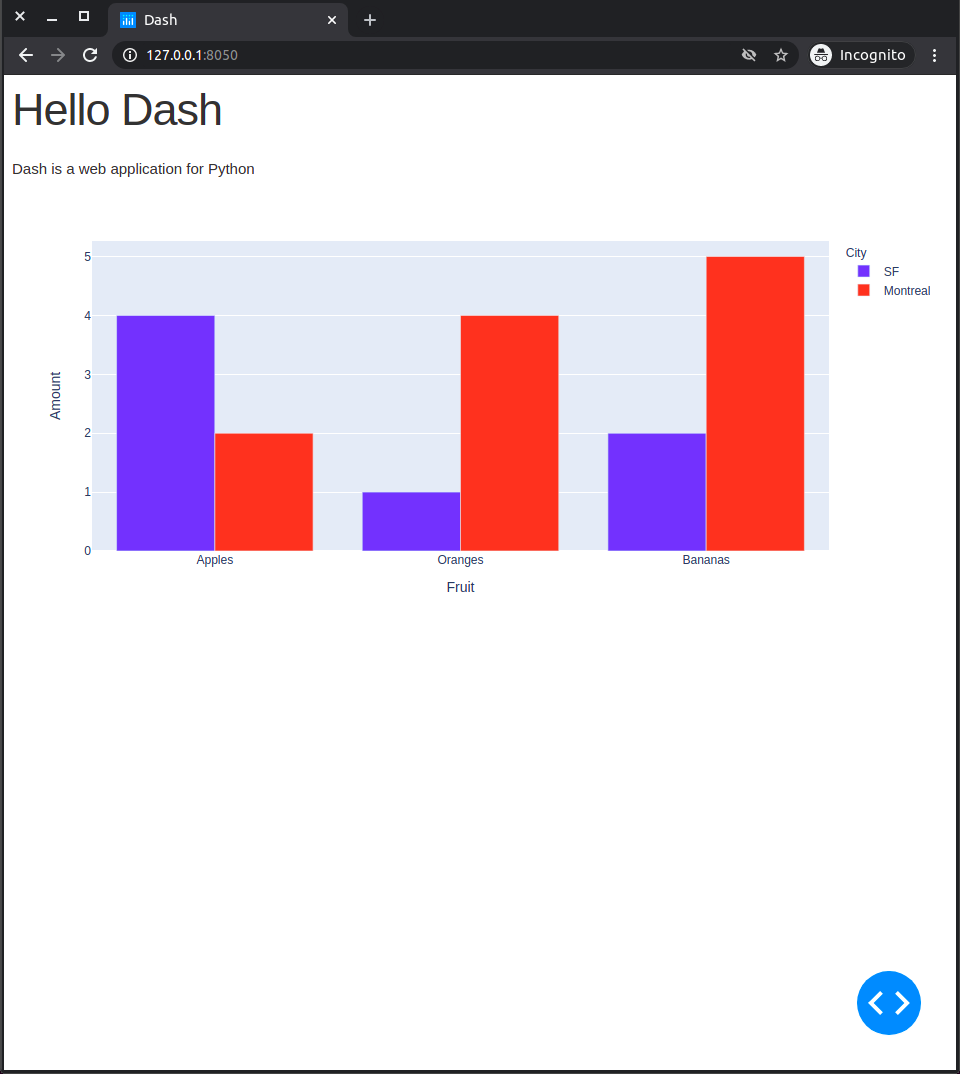 Dash
127.0.0.1:8050
Incognito
Hello Dash
Dash is a web application for Python
5
4
3
2
1
0
Amount
Apples Oranges Bananas
Fruit
City
SF
Montreal